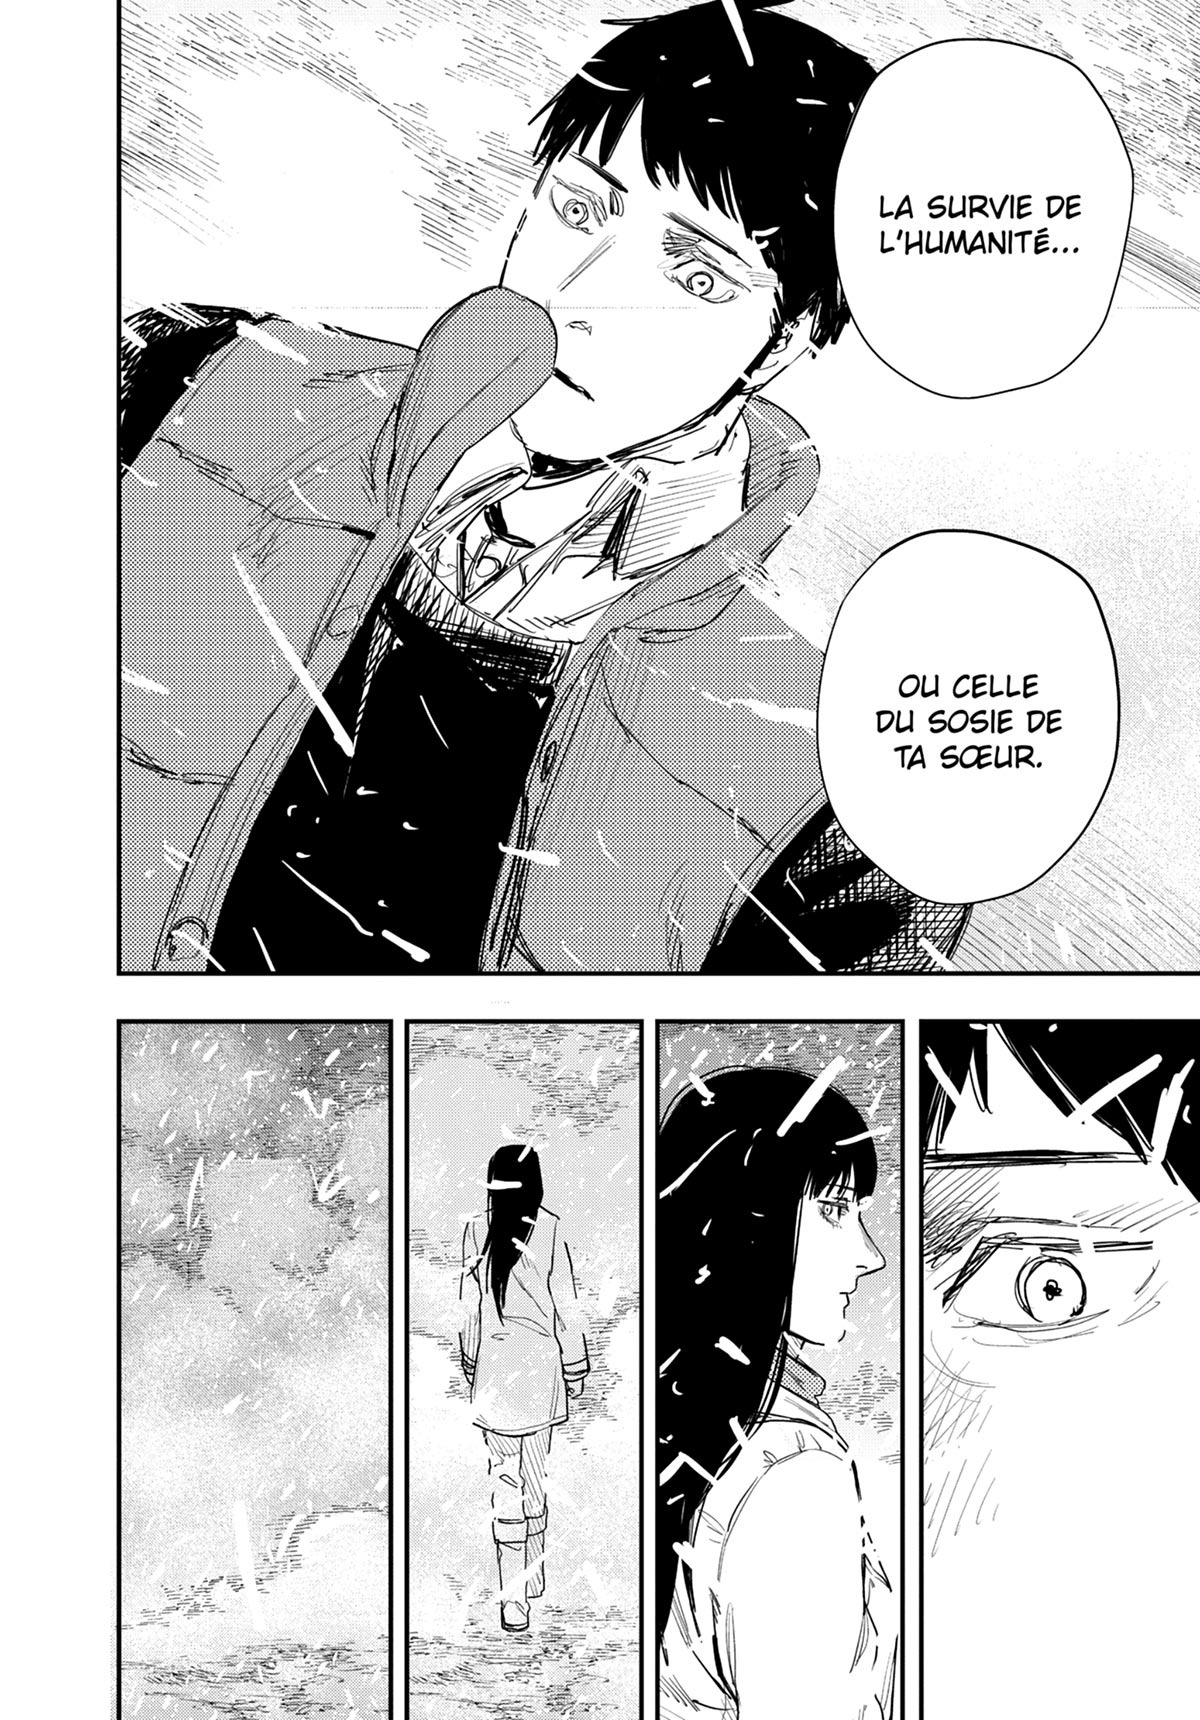 LA SURVIE DE
L'HUMANITÉ...
OU CELLE
DU SOSIE DE
TA SŒUR.